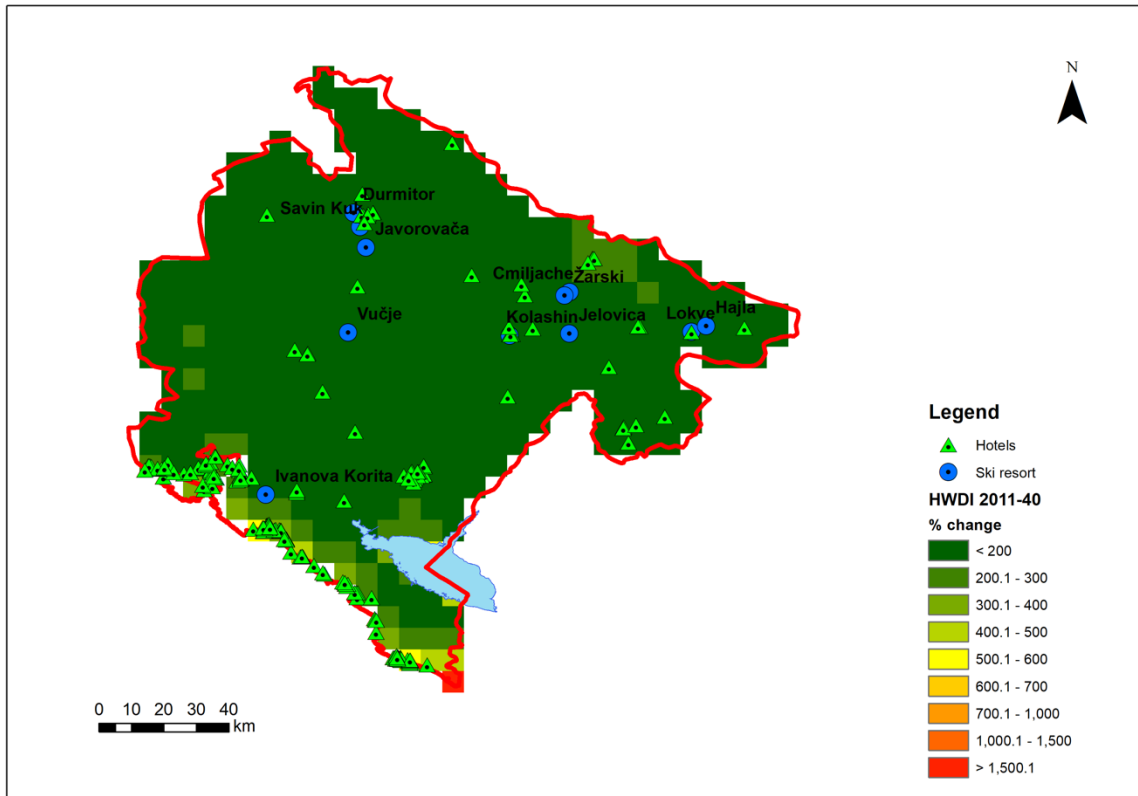 N
Durmitor
Savin Kuk
Javorovača
Cmiljache
Žarski
Vučje
Kolashin
Jelovica
Lokve
Hajla
Ivanova Korita
Legend
Hotels
Ski resort
HWDI 2011-40
% change
< 200
200.1 - 300
300.1 - 400
400.1 - 500
500.1 - 600
600.1 - 700
700.1 - 1,000
1,000.1 - 1,500
> 1,500.1
0 10 20 30 40
km